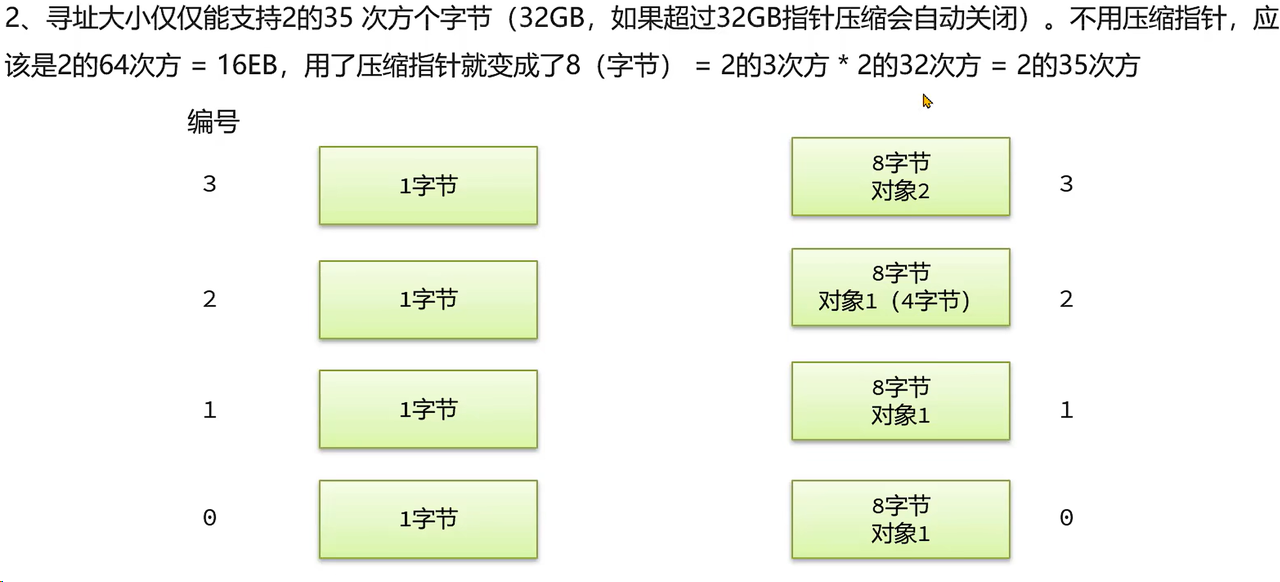 2、寻址大小仅仅能支持2的35 次方个字节（32GB，如果超过32GB指针压缩会自动关闭）。不用压缩指针，应
该是2的64次方 = 16EB，用了压缩指针就变成了8（字节） = 2的3次方 * 2的32次方 = 2的35次方
编号
3
1字节
8字节
对象2
3
2
1字节
8字节
对象1（4字节）
2
1
1字节
8字节
对象1
1
0
1字节
8字节
对象1
0